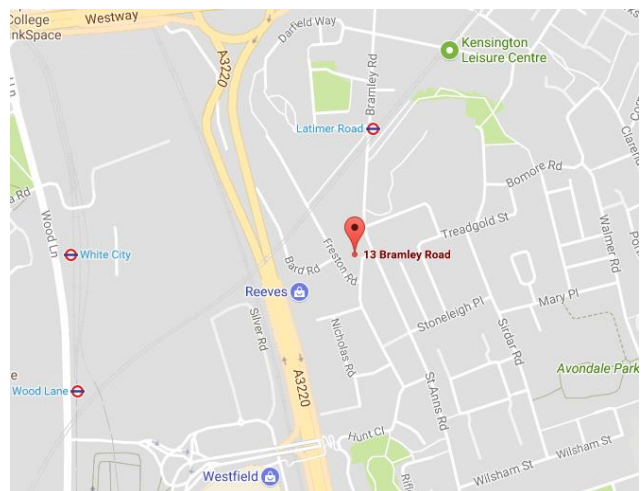 College
nkSpace
Westway
A3220
Darfield Way
Bramley Rd
Kensington
Leisure Centre
Latimer Road
Ln
a Rd
Wood Ln
White City
Bard Rd
Freston Rd
13 Bramley Road
Treadgold St
Bomore Rd
Claren
Walmer Rd
Reeves
Silver Rd
Nicholas Rd
Stoneleigh Pl
Mary Pl
Sirdar Rd
St Anns Rd
Avondale Park
Wood Lane
A3220
Hunt Cl
Westfield
Wilsham St
Wilsham St